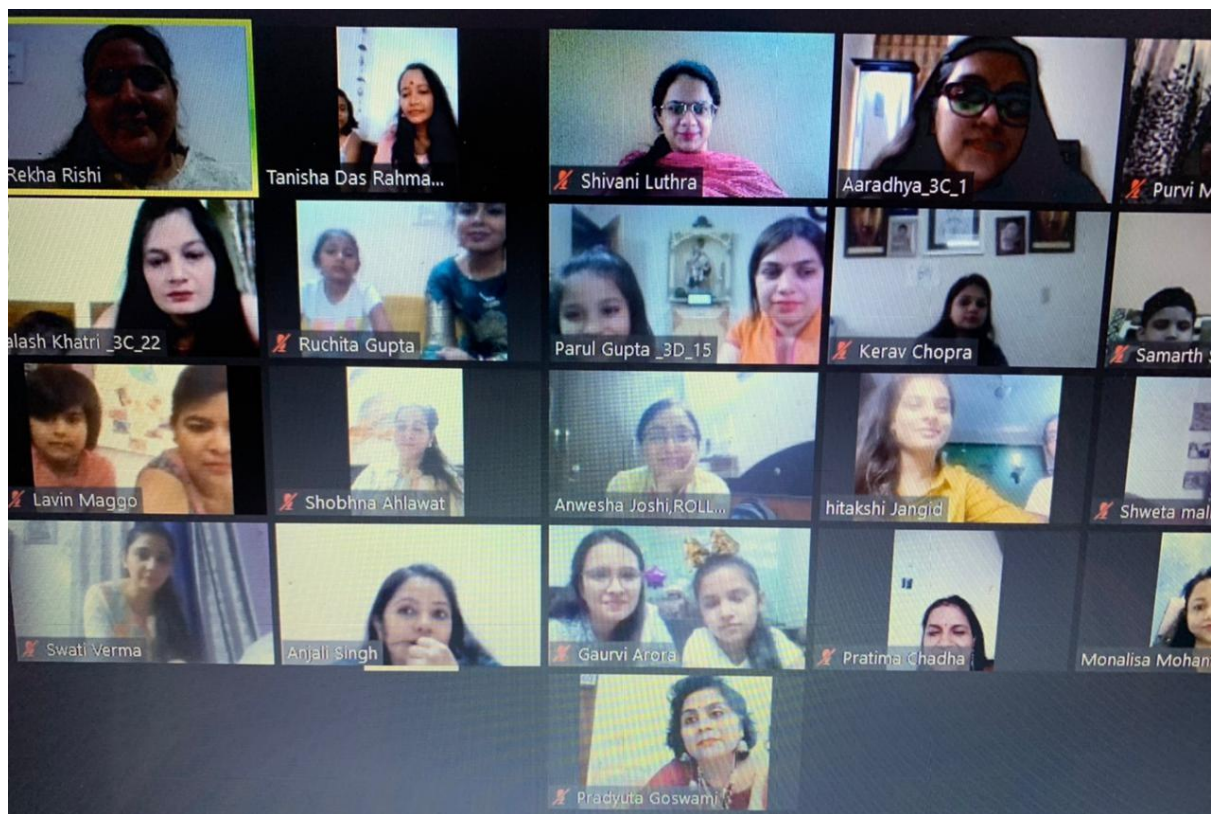 Rekha Rishi
Tanisha Das Rahma...
Shivani Luthra
Aaradhya_3C_1
Purvi M
alash Khatri _3C_22
Ruchita Gupta
Parul Gupta _3D_15
Kerav Chopra
Samarth S
Lavin Maggo
Shobhna Ahlawat
Anwesha Joshi,ROLL...
hitakshi Jangid
Shweta mal
Swati Verma
Anjali Singh
Gaurvi Arora
Pratima Chadha
Monalisa Mohan
Pradyuta Goswami